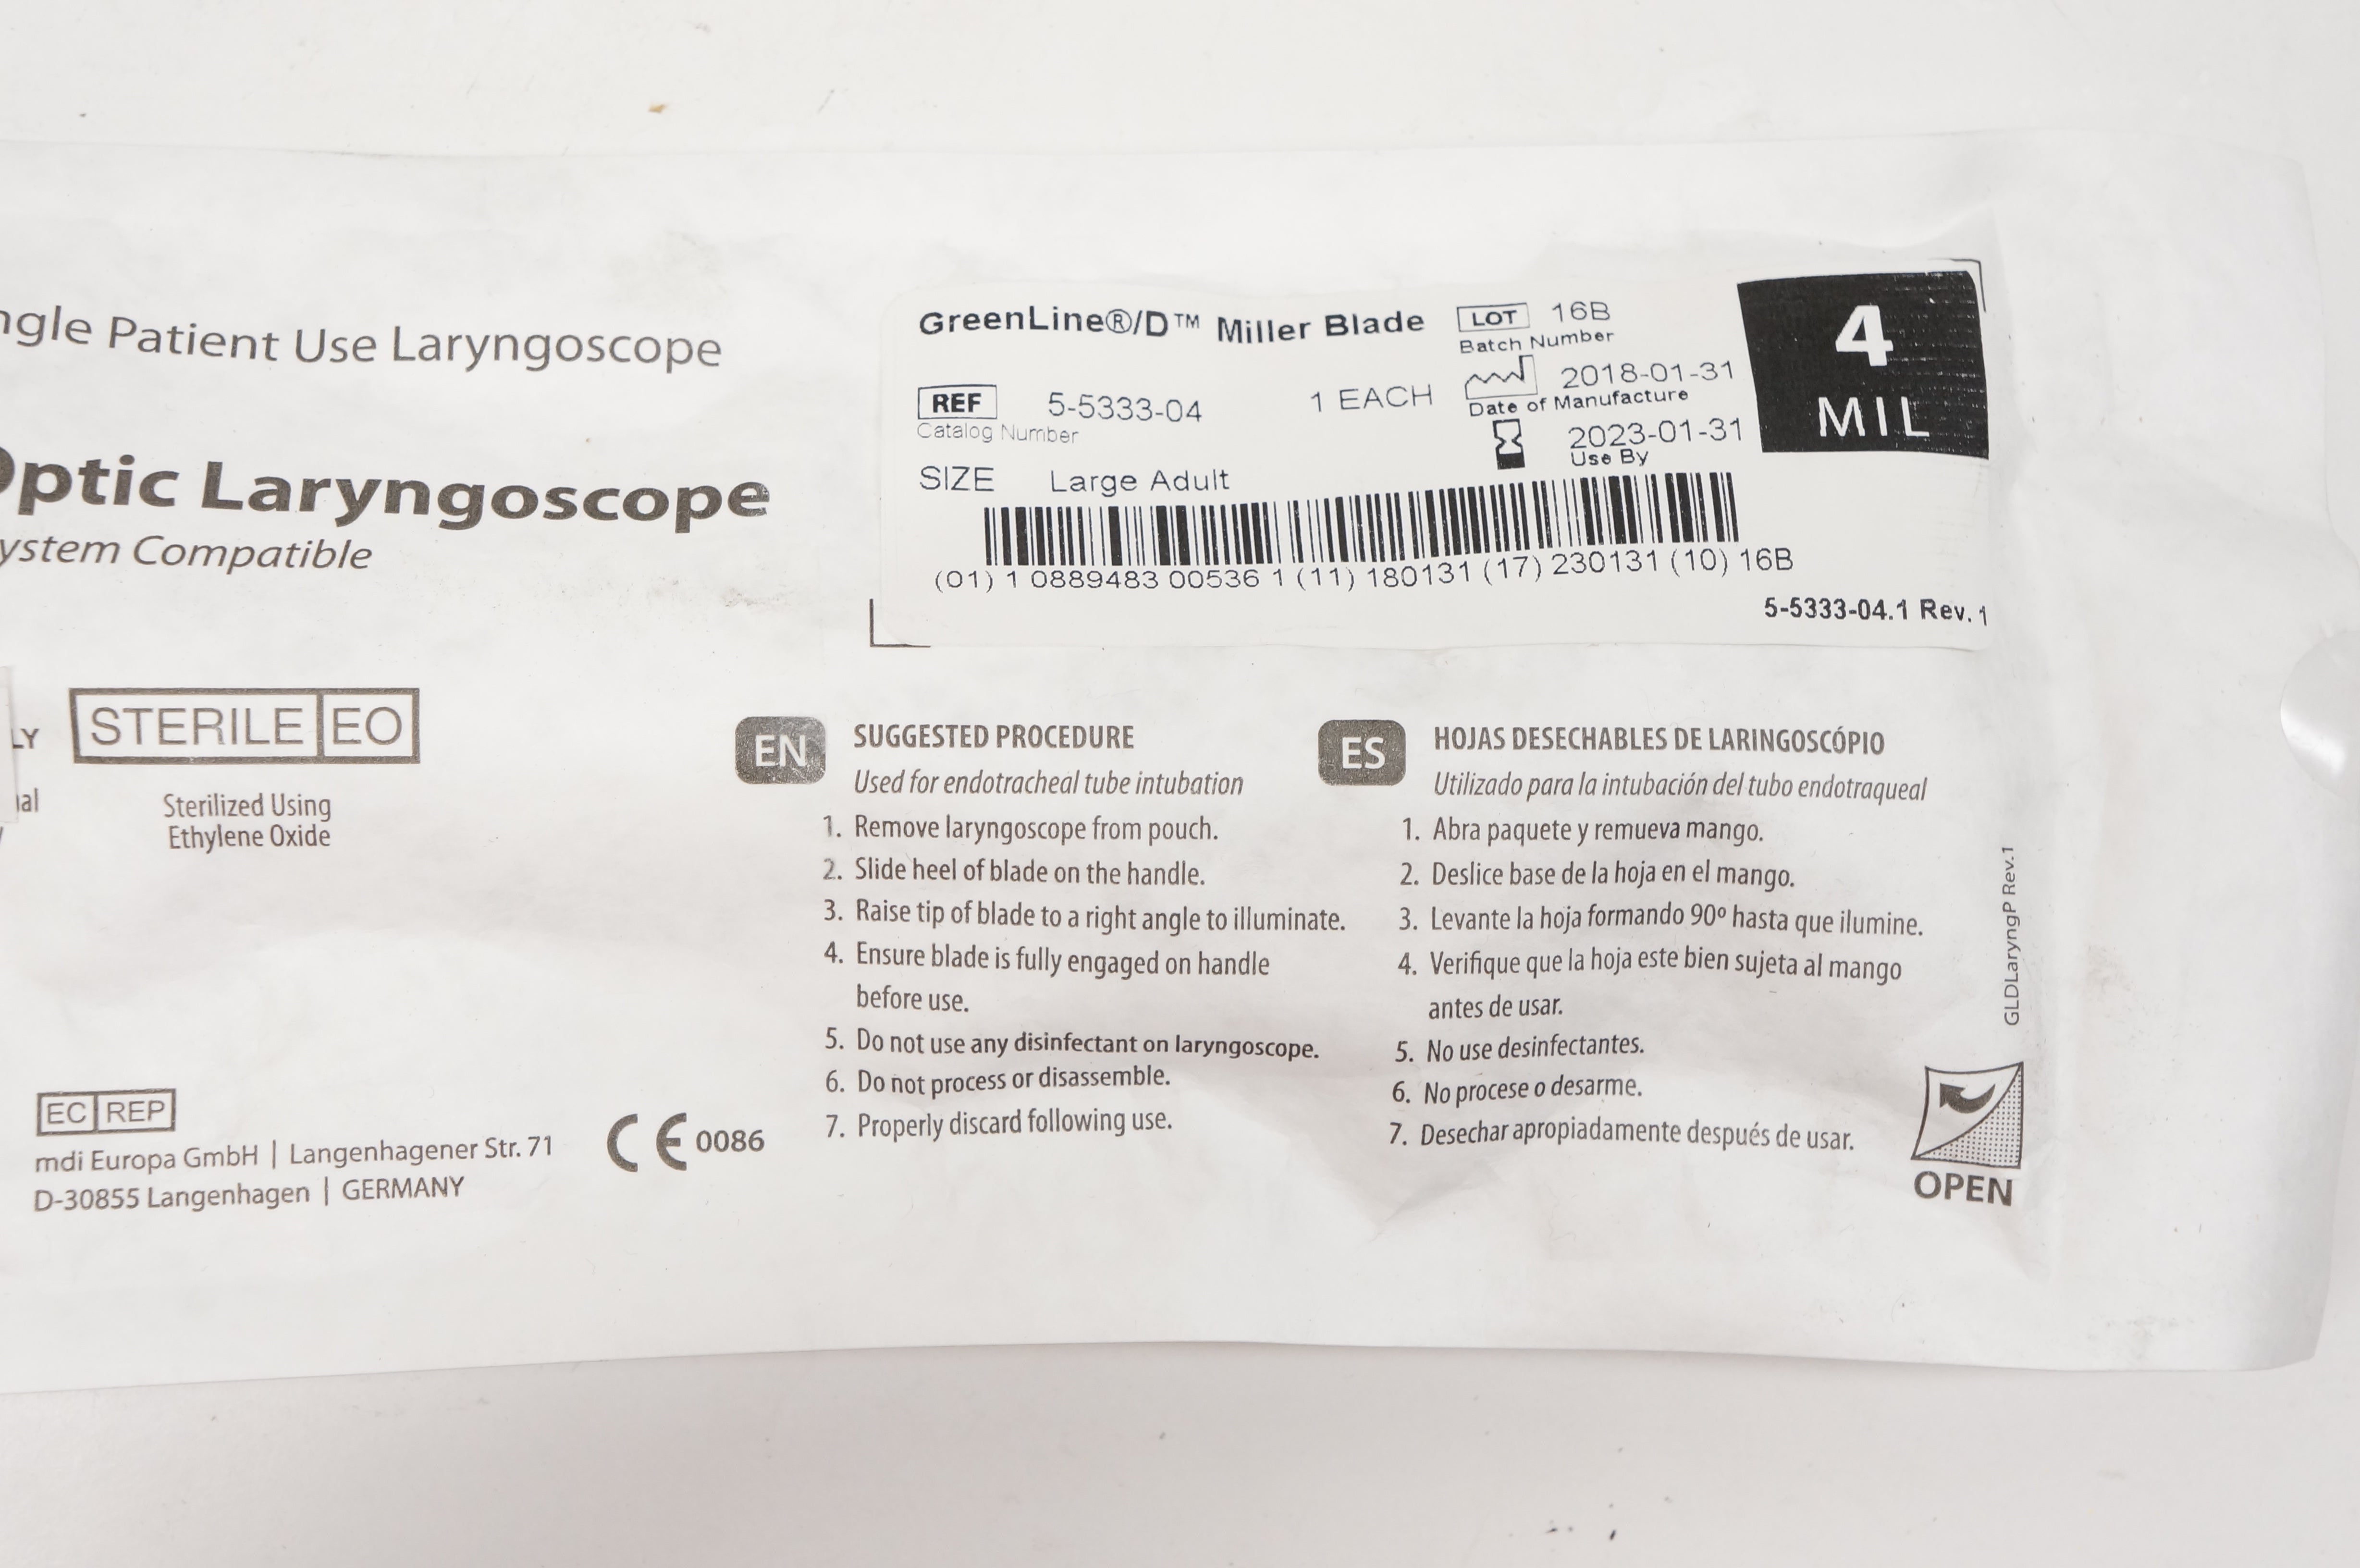 ngle Patient Use Laryngoscope
Optic Laryngoscope
ystem Compatible
GreenLine®/D™ Miller Blade
REF 5-5333-04 1 EACH
Catalog Number
SIZE Large Adult
LOT 16B
Batch Number
2018-01-31
Date of Manufacture
2023-01-31
Use By
4
MIL
(01) 1 0889483 00536 1 (11) 180131 (17) 230131 (10) 16B
5-5333-04.1 Rev. 1
LY
STERILE EO
al
Sterilized Using
Ethylene Oxide
EC REP
mdi Europa GmbH | Langenhagener Str. 71
D-30855 Langenhagen | GERMANY
CE 0086
EN SUGGESTED PROCEDURE
Used for endotracheal tube intubation
1. Remove laryngoscope from pouch.
2. Slide heel of blade on the handle.
3. Raise tip of blade to a right angle to illuminate.
4. Ensure blade is fully engaged on handle
before use.
5. Do not use any disinfectant on laryngoscope.
6. Do not process or disassemble.
7. Properly discard following use.
ES HOJAS DESECHABLES DE LARINGOSCÓPIO
Utilizado para la intubación del tubo endotraqueal
1. Abra paquete y remueva mango.
2. Deslice base de la hoja en el mango.
3. Levante la hoja formando 90º hasta que ilumine.
4. Verifique que la hoja este bien sujeta al mango
antes de usar.
5. No use desinfectantes.
6. No procese o desarme.
7. Desechar apropiadamente después de usar.
GLDLaryngP Rev.1
OPEN